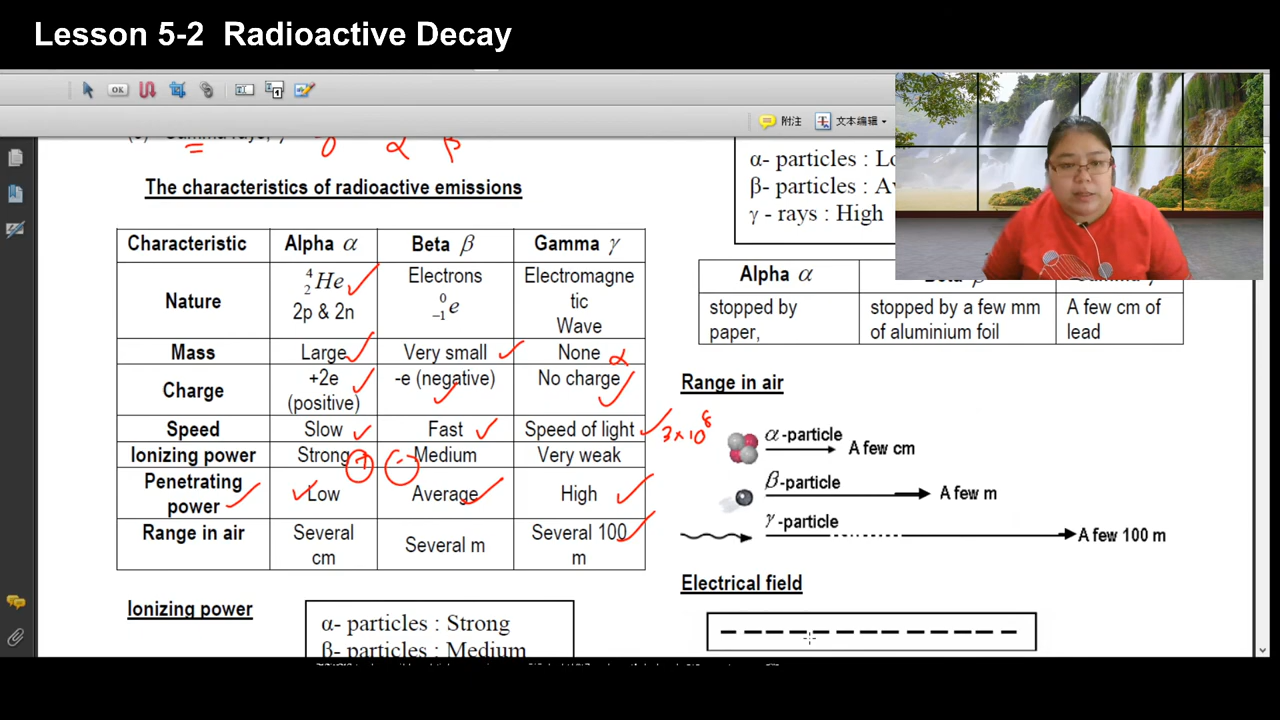 Lesson 5-2 Radioactive Decay
OK
1
附注
T 文本编辑
γ α β
The characteristics of radioactive emissions
Characteristic Alpha α Beta β Gamma γ
Nature
⁴₂He
2p & 2n
Electrons
⁰₋₁e
Electromagne
tic
Wave
Mass Large Very small None α
Charge
+2e
(positive)
-e (negative)
No charge
Speed Slow Fast Speed of light 3×10⁸
Ionizing power Strong + - Medium Very weak
Penetrating
power
Low Average High
Range in air
Several
cm
Several m
Several 100
m
Ionizing power
α- particles : Strong
β- particles : Medium
α- particles :
β- particles :
γ - rays : High
Alpha α
stopped by
paper,
stopped by a few mm
of aluminium foil
A few cm of
lead
Range in air
α-particle
A few cm
β-particle
A few m
γ-particle
A few 100 m
Electrical field